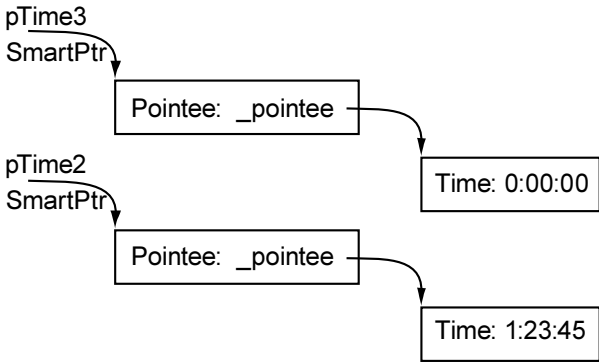 pTime3
SmartPtr
Pointee: _pointee
Time: 0:00:00
pTime2
SmartPtr
Pointee: _pointee
Time: 1:23:45